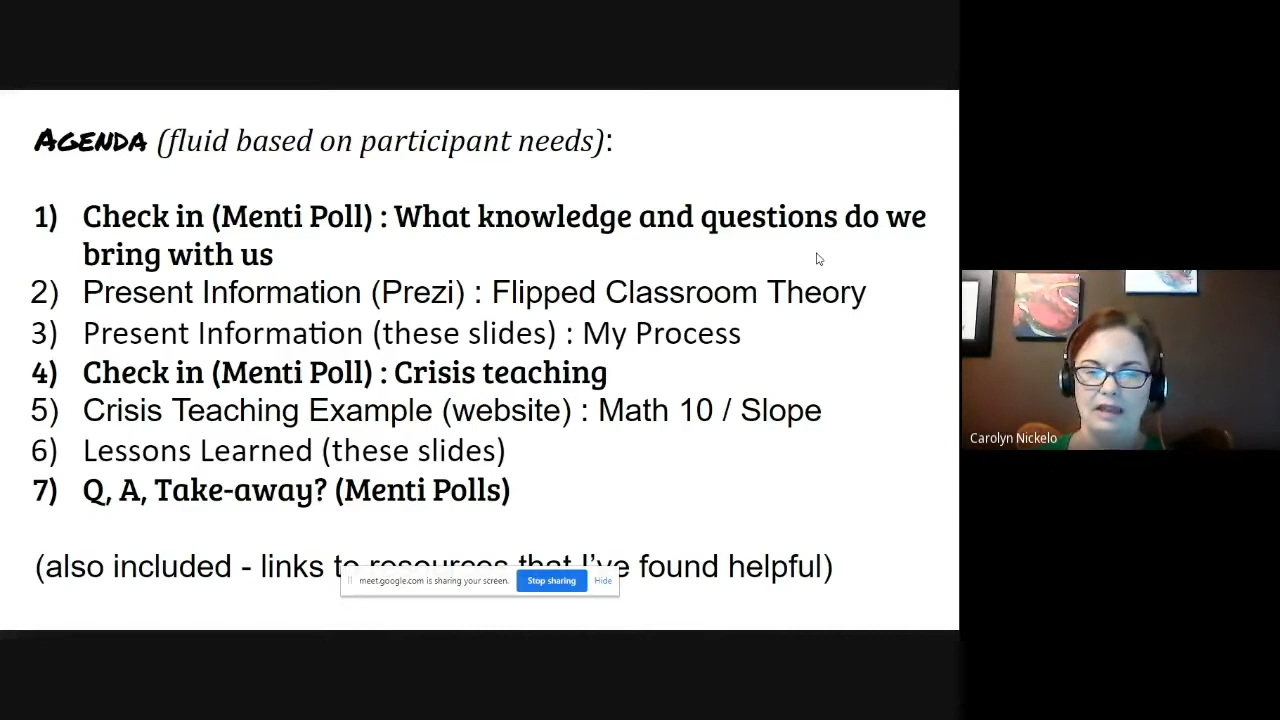 AGENDA (fluid based on participant needs):
1) Check in (Menti Poll) : What knowledge and questions do we
bring with us
2) Present Information (Prezi) : Flipped Classroom Theory
3) Present Information (these slides) : My Process
4) Check in (Menti Poll) : Crisis teaching
5) Crisis Teaching Example (website) : Math 10 / Slope
6) Lessons Learned (these slides)
7) Q, A, Take-away? (Menti Polls)
(also included - links to resources that I've found helpful)
meet.google.com is sharing your screen. Stop sharing Hide
Carolyn Nickelo